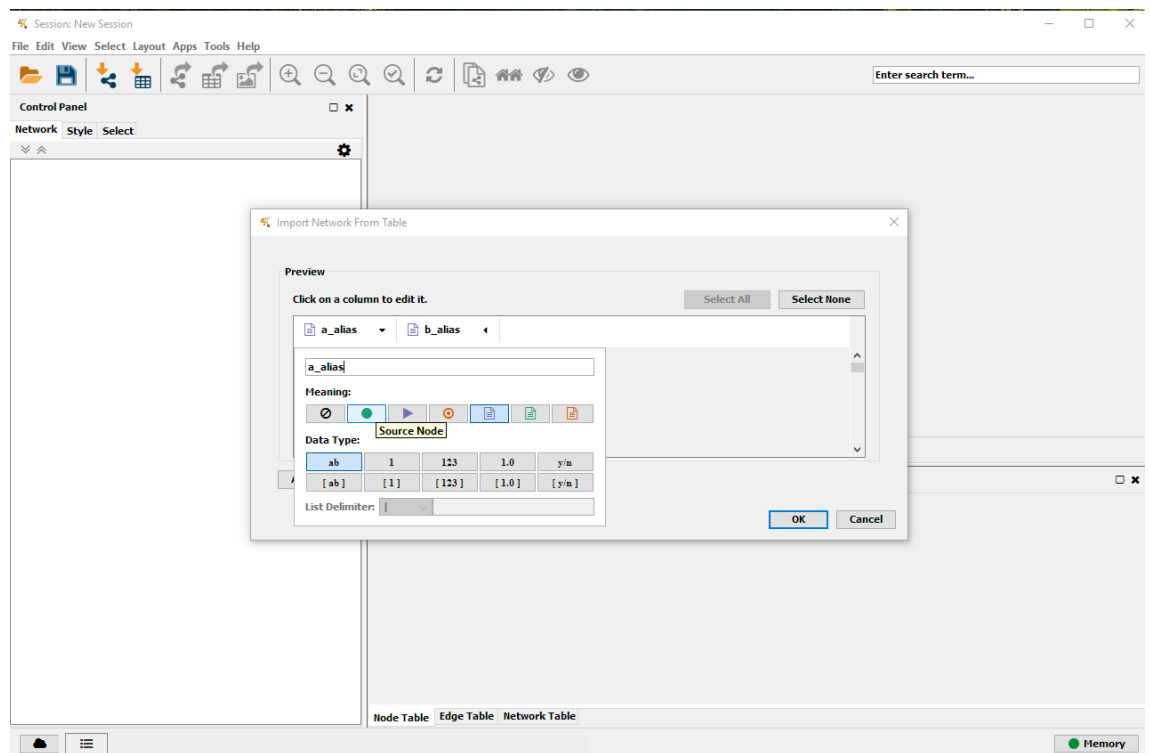 Session: New Session
File Edit View Select Layout Apps Tools Help
Enter search term...
Control Panel
Network Style Select
Import Network From Table
Preview
Click on a column to edit it.
Select All Select None
a_alias b_alias
a_alias
Meaning:
Source Node
Data Type:
ab 1 123 1.0 y/n
[ ab ] [ 1 ] [ 123 ] [ 1.0 ] [ y/n ]
List Delimiter: |
OK Cancel
Node Table Edge Table Network Table
Memory